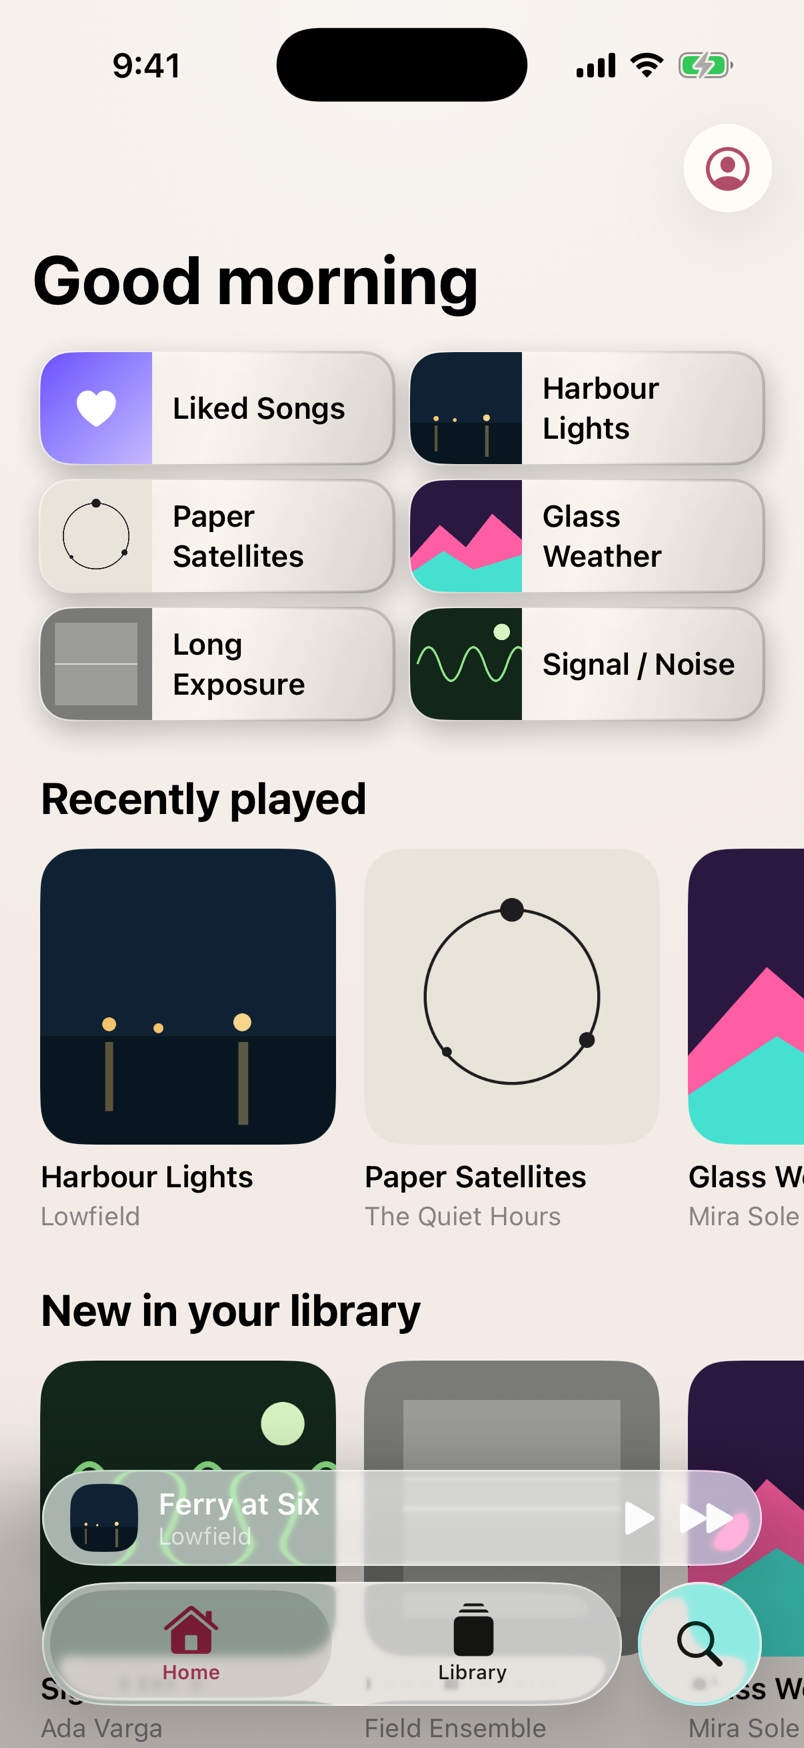 9:41
Good morning
Liked Songs
Harbour
Lights
Paper
Satellites
Glass
Weather
Long
Exposure
Signal / Noise
Recently played
Harbour Lights
Lowfield
Paper Satellites
The Quiet Hours
Glass
Mira Sole
New in your library
Ferry at Six
Lowfield
Home
Library
Ada Varga
Field Ensemble
Mira Sole